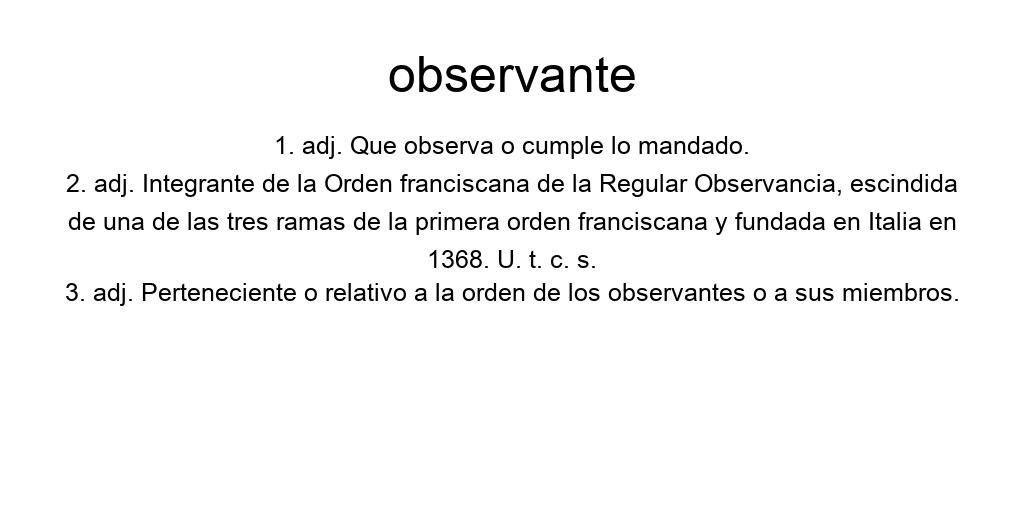 observante
1. adj. Que observa o cumple lo mandado.
2. adj. Integrante de la Orden franciscana de la Regular Observancia, escindida
de una de las tres ramas de la primera orden franciscana y fundada en Italia en
1368. U. t. c. s.
3. adj. Perteneciente o relativo a la orden de los observantes o a sus miembros.